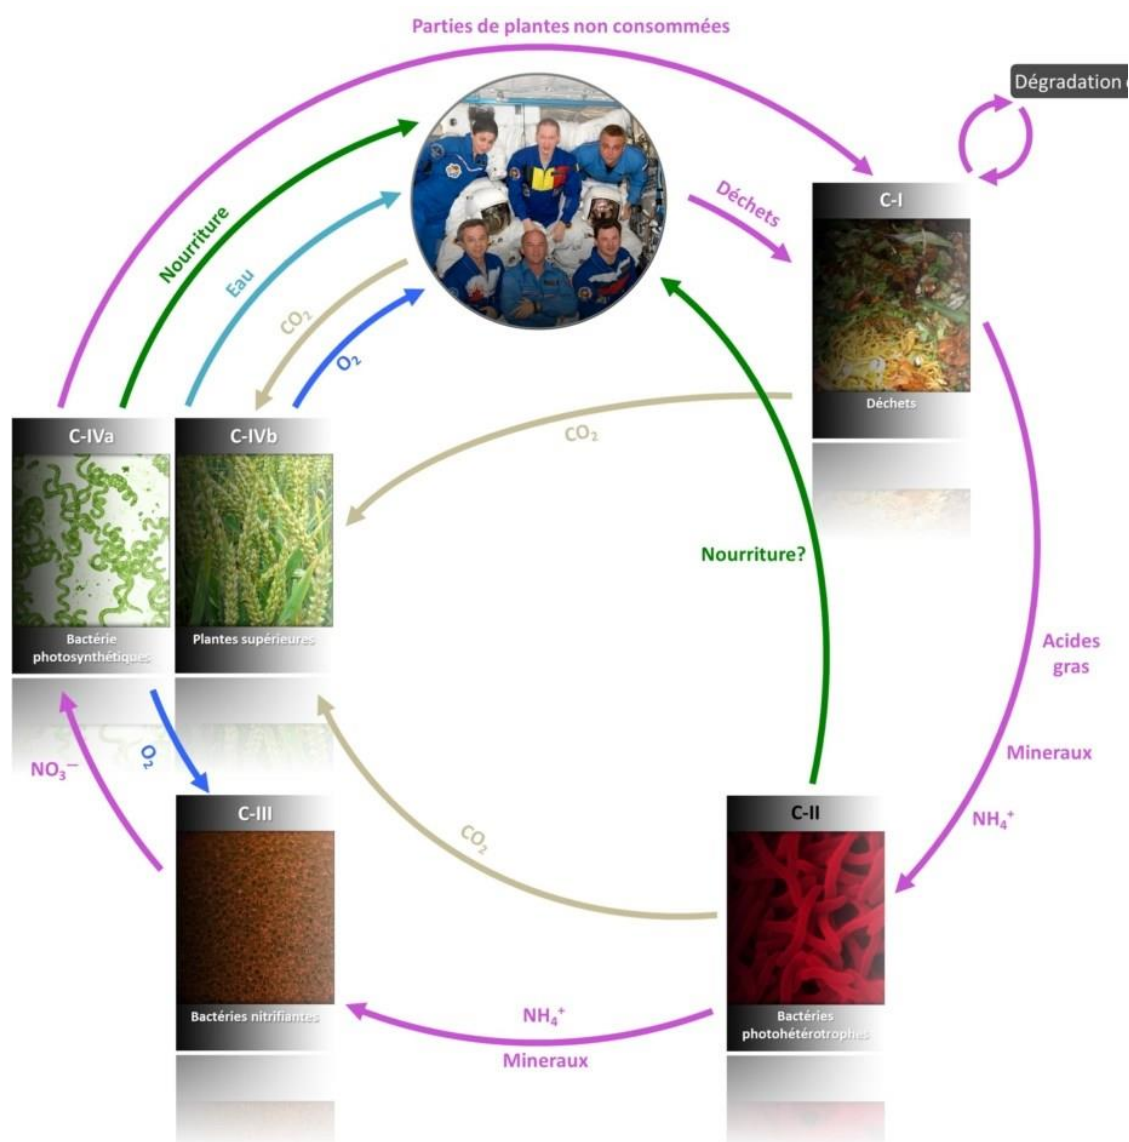 Parties de plantes non consommées
Dégradation
C-I
Déchets
Nourriture
Eau
CO₂
O₂
Déchets
C-IVa
C-IVb
CO₂
Nourriture?
Bactérie
photosynthétiques
Plantes supérieures
Acides
gras
NO₃⁻
O₂
Mineraux
C-III
C-II
NH₄⁺
CO₂
Bactéries nitrifiantes
NH₄⁺
Bactéries
photohétérotrophes
Mineraux